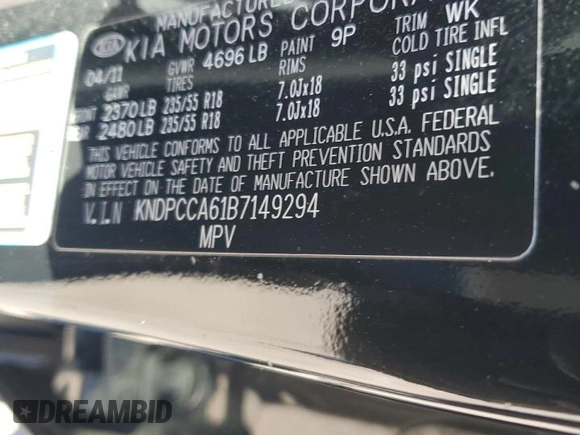 MANUFACTURED
KIA KIA MOTORS CORPORA
04/11 GVWR 4696 LB PAINT 9P TRIM WK
GAWR TIRES RIMS COLD TIRE INFL
2370 LB 235/55 R18 7.0Jx18 33 psi SINGLE
2480 LB 235/55 R18 7.0Jx18 33 psi SINGLE
THIS VEHICLE CONFORMS TO ALL APPLICABLE U.S.A. FEDERAL
MOTOR VEHICLE SAFETY AND THEFT PREVENTION STANDARDS
IN EFFECT ON THE DATE OF MANUFACTURE SHOWN ABOVE.
V.I.N KNDPCCA61B7149294
MPV
DREAMBID